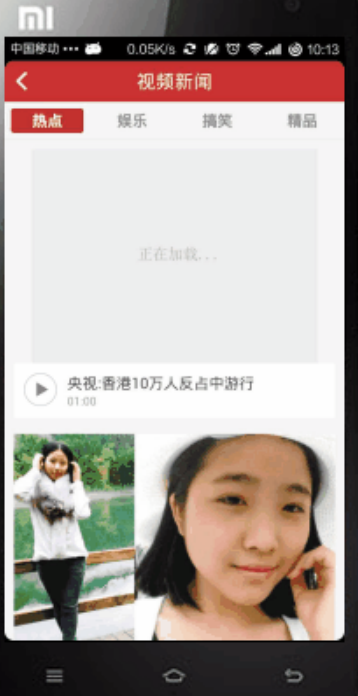 mi
中国移动 ••• 0.05K/s 10:13
视频新闻
热点 娱乐 搞笑 精品
正在加载...
央视:香港10万人反占中游行
01:00